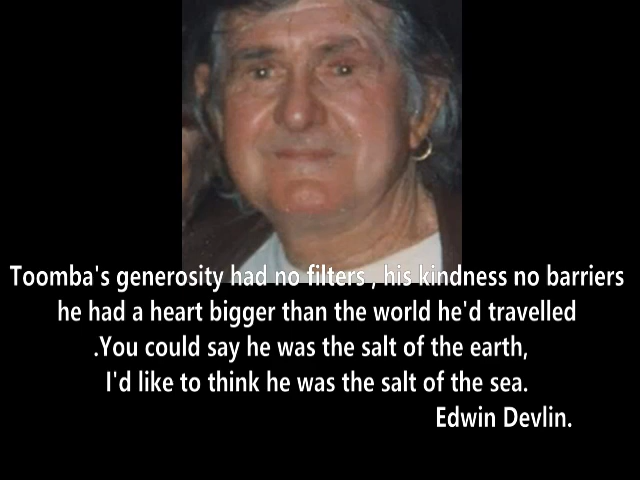 Toomba's generosity had no filters , his kindness no barriers
he had a heart bigger than the world he'd travelled
.You could say he was the salt of the earth,
I'd like to think he was the salt of the sea.
Edwin Devlin.